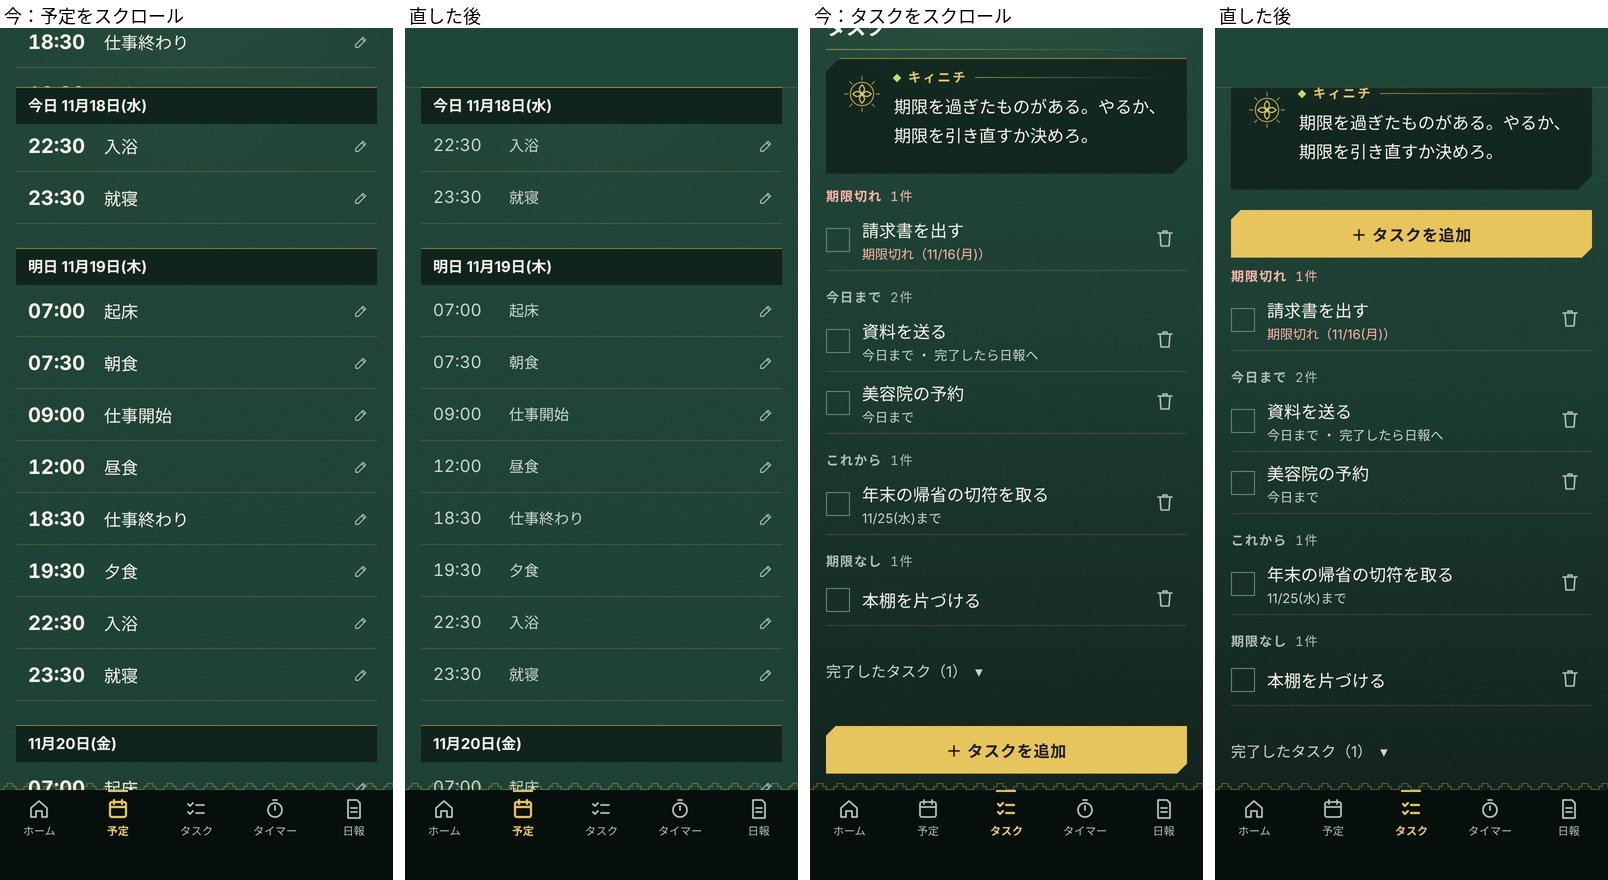 今：予定をスクロール
18:30 仕事終わり
今日 11月18日(水)
22:30 入浴
23:30 就寝
明日 11月19日(木)
07:00 起床
07:30 朝食
09:00 仕事開始
12:00 昼食
18:30 仕事終わり
19:30 夕食
22:30 入浴
23:30 就寝
11月20日(金)
07:00 起床
ホーム 予定 タスク タイマー 日報
直した後
今日 11月18日(水)
22:30 入浴
23:30 就寝
明日 11月19日(木)
07:00 起床
07:30 朝食
09:00 仕事開始
12:00 昼食
18:30 仕事終わり
19:30 夕食
22:30 入浴
23:30 就寝
11月20日(金)
07:00 起床
ホーム 予定 タスク タイマー 日報
今：タスクをスクロール
タスク
キィニチ
期限を過ぎたものがある。やるか、
期限を引き直すか決めろ。
期限切れ 1件
請求書を出す
期限切れ（11/16(月)）
今日まで 2件
資料を送る
今日まで ・ 完了したら日報へ
美容院の予約
今日まで
これから 1件
年末の帰省の切符を取る
11/25(水)まで
期限なし 1件
本棚を片づける
完了したタスク（1） ▼
＋ タスクを追加
ホーム 予定 タスク タイマー 日報
直した後
キィニチ
期限を過ぎたものがある。やるか、
期限を引き直すか決めろ。
＋ タスクを追加
期限切れ 1件
請求書を出す
期限切れ（11/16(月)）
今日まで 2件
資料を送る
今日まで ・ 完了したら日報へ
美容院の予約
今日まで
これから 1件
年末の帰省の切符を取る
11/25(水)まで
期限なし 1件
本棚を片づける
完了したタスク（1） ▼
ホーム 予定 タスク タイマー 日報